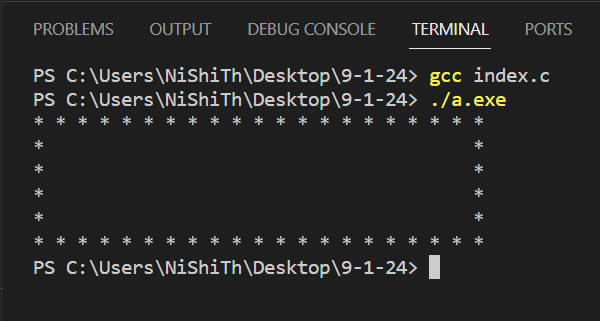 PROBLEMS OUTPUT DEBUG CONSOLE TERMINAL PORTS
PS C:\Users\NiShiTh\Desktop\9-1-24> gcc index.c
PS C:\Users\NiShiTh\Desktop\9-1-24> ./a.exe
* * * * * * * * * * * * * * * * * * * * *
*                                       *
*                                       *
*                                       *
*                                       *
* * * * * * * * * * * * * * * * * * * * *
PS C:\Users\NiShiTh\Desktop\9-1-24>